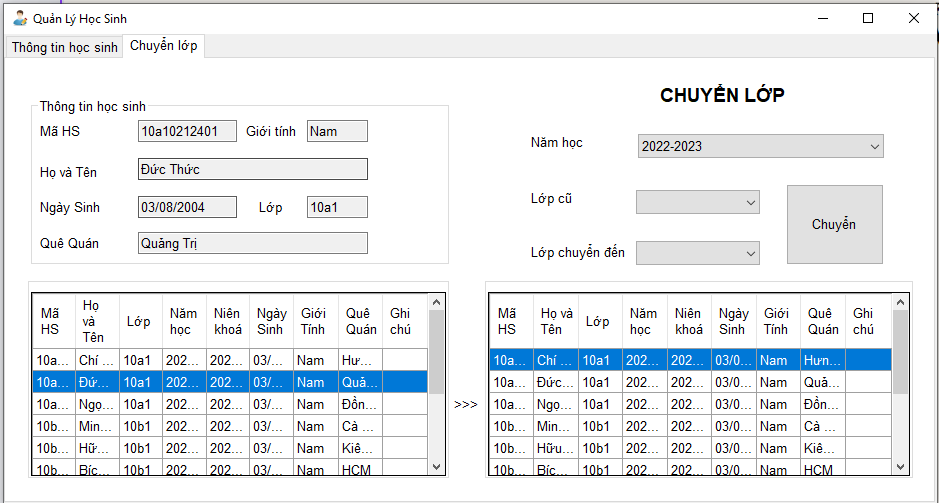 Quản Lý Học Sinh
Thông tin học sinh Chuyển lớp
CHUYỂN LỚP
Thông tin học sinh
Mã HS 10a10212401 Giới tính Nam
Họ và Tên Đức Thức
Ngày Sinh 03/08/2004 Lớp 10a1
Quê Quán Quảng Trị
Năm học 2022-2023
Lớp cũ
Lớp chuyển đến
Chuyển
Mã HS Họ và Tên Lớp Năm học Niên khoá Ngày Sinh Giới Tính Quê Quán Ghi chú
10a... Chí ... 10a1 202... 202... 03/... Nam Hư...
10a... Đứ... 10a1 202... 202... 03/... Nam Quả...
10a... Ngọ... 10a1 202... 202... 03/... Nam Đồn...
10b... Min... 10b1 202... 202... 03/... Nam Cà ...
10b... Hữ... 10b1 202... 202... 03/... Nam Kiê...
10b... Bíc... 10b1 202... 202... 03/... Nam HCM
>>>
Mã HS Họ và Tên Lớp Năm học Niên khoá Ngày Sinh Giới Tính Quê Quán Ghi chú
10a... Chí ... 10a1 202... 202... 03/0... Nam Hưn...
10a... Đức... 10a1 202... 202... 03/0... Nam Quả...
10a... Ngọ... 10a1 202... 202... 03/0... Nam Đồn...
10b... Min... 10b1 202... 202... 03/0... Nam Cà ...
10b... Hữu... 10b1 202... 202... 03/0... Nam Kiê...
10b... Bíc... 10b1 202... 202... 03/0... Nam HCM